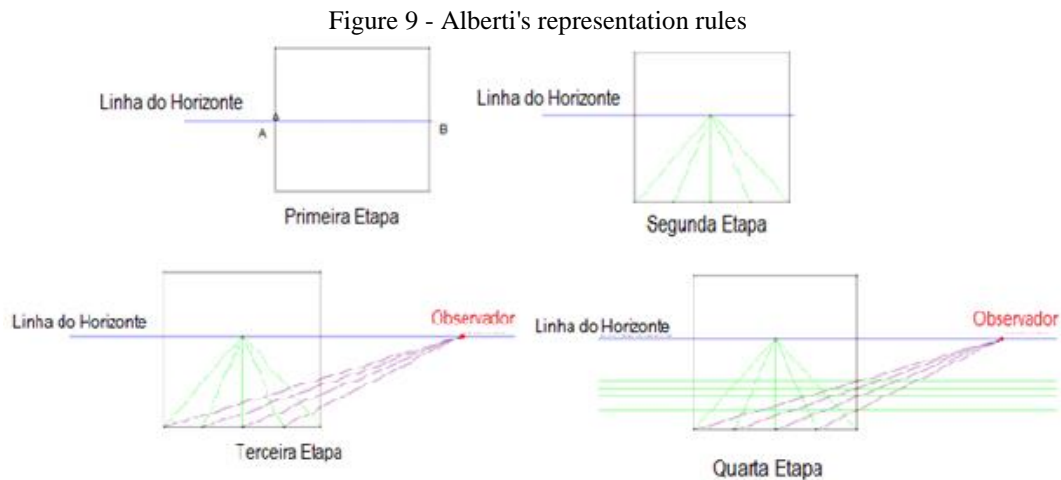 Figure 9 - Alberti's representation rules
Linha do Horizonte
A
B
Primeira Etapa
Linha do Horizonte
Segunda Etapa
Linha do Horizonte
Observador
Terceira Etapa
Linha do Horizonte
Observador
Quarta Etapa